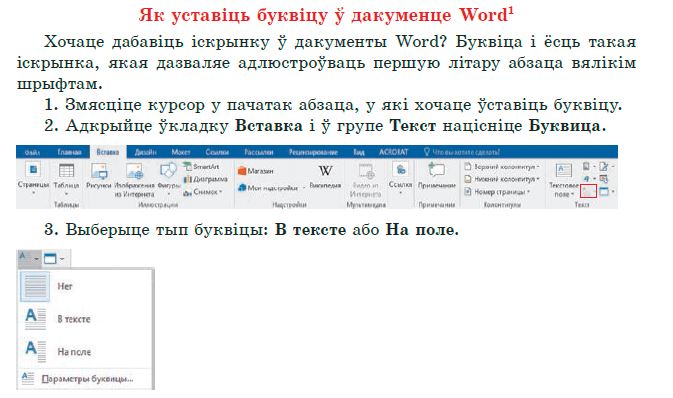 Як уставіць буквіцу ў дакуменце Word¹
Хочаце дабавіць іскрынку ў дакументы Word? Буквіца і ёсць такая
іскрынка, якая дазваляе адлюстроўваць першую літару абзаца вялікім
шрыфтам.
1. Змясціце курсор у пачатак абзаца, у які хочаце ўставіць буквіцу.
2. Адкрыйце ўкладку Вставка і ў групе Текст націсніце Буквица.
Файл Главная Вставка Дизайн Макет Ссылки Рассылки Рецензирование Вид ACROBAT Что вы хотите сделать?
SmartArt Магазин Верхний колонтитул
Страницы Таблица Рисунки Изображения из Интернета Фигуры Диаграмма Мои надстройки Википедия Видео из Интернета Ссылки Примечание Нижний колонтитул Текстовое поле
Снимок Номер страницы
Таблицы Иллюстрации Надстройки Мультимедиа Примечания Колонтитулы Текст
3. Выберыце тып буквіцы: В тексте або На поле.
Нет
В тексте
На поле
Параметры буквицы...